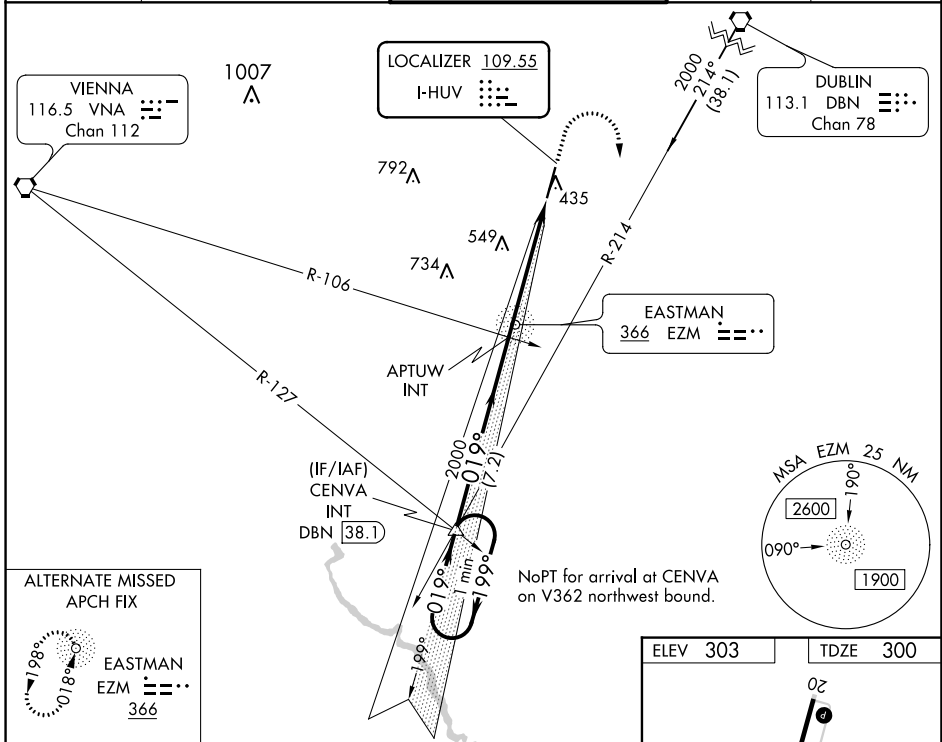 LOCALIZER 109.55
I-HUV
VIENNA
116.5 VNA
Chan 112
1007
DUBLIN
113.1 DBN
Chan 78
2000
214°
(38.1)
792
435
549
734
R-214
R-106
EASTMAN
366 EZM
APTUW
INT
R-127
2000
019°
(7.2)
(IF/IAF)
CENVA
INT
DBN 38.1
019°
1 min
199°
199°
NoPT for arrival at CENVA
on V362 northwest bound.
MSA EZM 25 NM
190°
2600
090°
1900
ALTERNATE MISSED
APCH FIX
198°
018°
EASTMAN
EZM
366
ELEV 303
TDZE 300
20
P